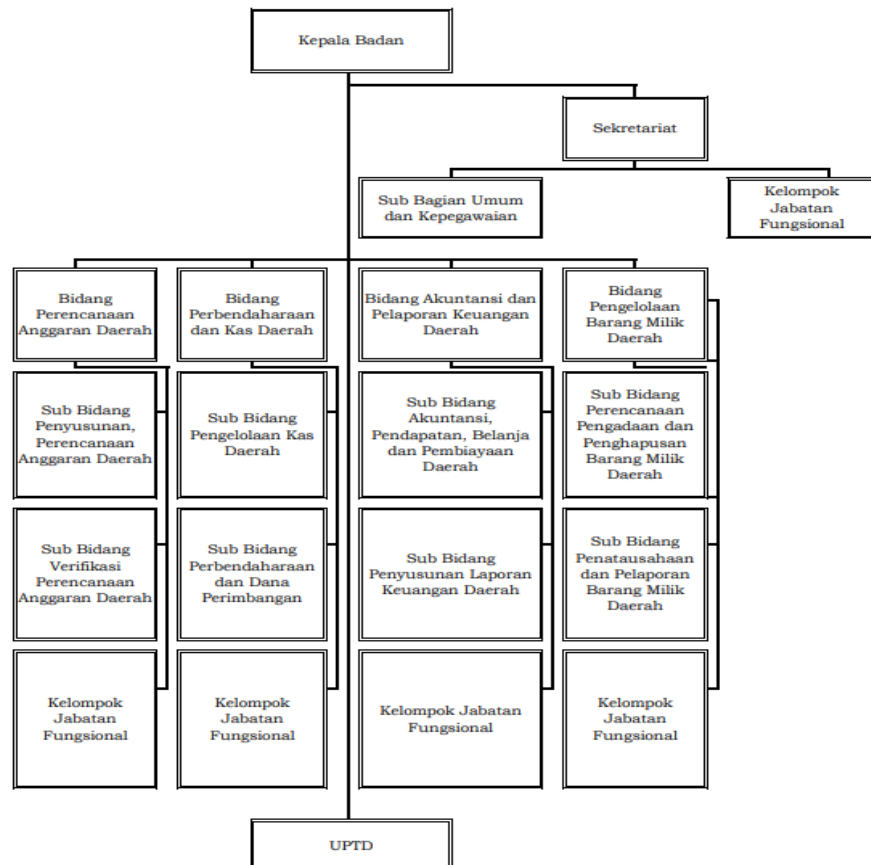 Kepala Badan
Sekretariat
Sub Bagian Umum
dan Kepegawaian
Kelompok
Jabatan
Fungsional
Bidang
Perencanaan
Anggaran Daerah
Bidang
Perbendaharaan
dan Kas Daerah
Bidang Akuntansi dan
Pelaporan Keuangan
Daerah
Bidang
Pengelolaan
Barang Milik
Daerah
Sub Bidang
Penyusunan,
Perencanaan
Anggaran Daerah
Sub Bidang
Pengelolaan Kas
Daerah
Sub Bidang
Akuntansi,
Pendapatan, Belanja
dan Pembiayaan
Daerah
Sub Bidang
Perencanaan
Pengadaan dan
Penghapusan
Barang Milik
Daerah
Sub Bidang
Verifikasi
Perencanaan
Anggaran Daerah
Sub Bidang
Perbendaharaan
dan Dana
Perimbangan
Sub Bidang
Penyusunan Laporan
Keuangan Daerah
Sub Bidang
Penatausahaan
dan Pelaporan
Barang Milik
Daerah
Kelompok
Jabatan
Fungsional
Kelompok
Jabatan
Fungsional
Kelompok Jabatan
Fungsional
Kelompok
Jabatan
Fungsional
UPTD